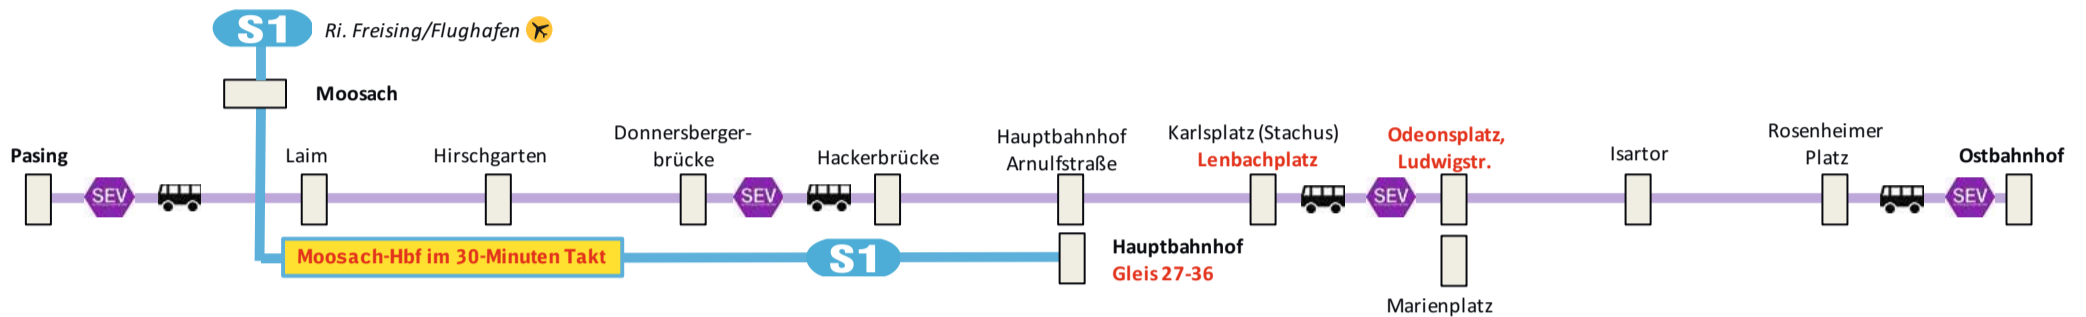 S1 Ri. Freising/Flughafen
Moosach
Pasing
SEV
Laim
Hirschgarten
Donnersberger-
brücke
SEV
Hackerbrücke
Hauptbahnhof
Arnulfstraße
Karlsplatz (Stachus)
Lenbachplatz
SEV
Odeonsplatz,
Ludwigstr.
Isartor
Rosenheimer
Platz
SEV
Ostbahnhof
Moosach-Hbf im 30-Minuten Takt
S1
Hauptbahnhof
Gleis 27-36
Marienplatz